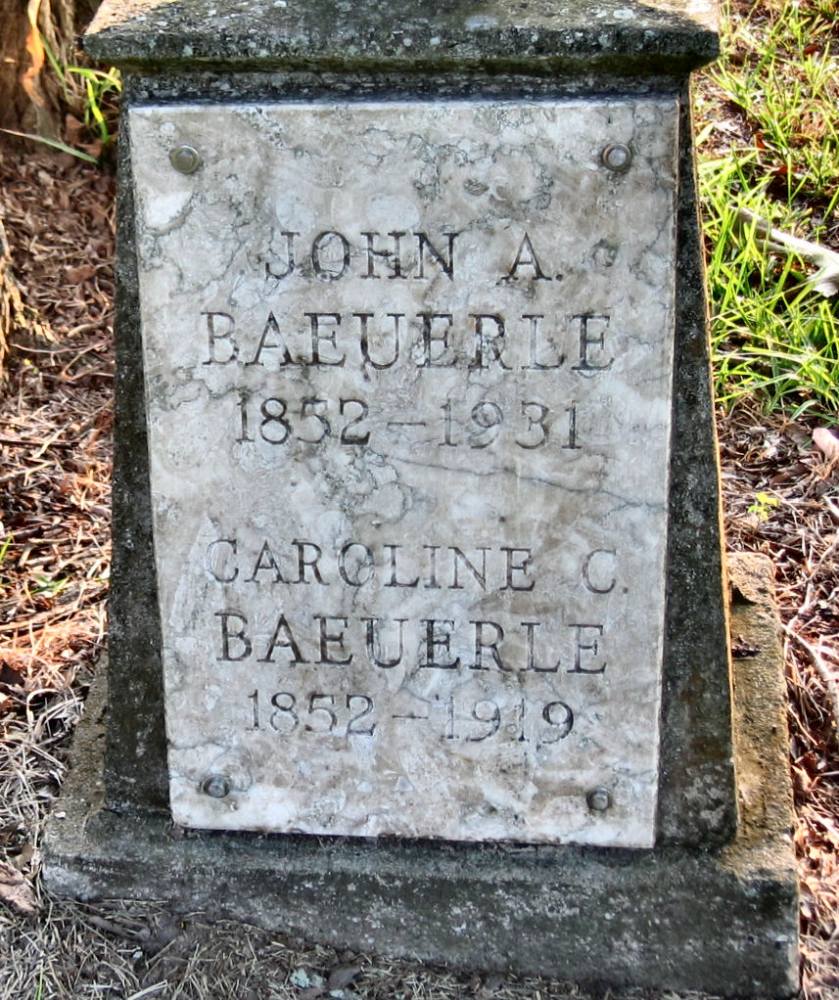 JOHN A.
BAEUERLE
1852-1931
CAROLINE C.
BAEUERLE
1852-1919